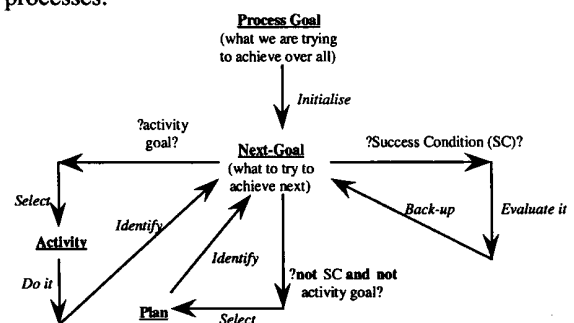 processes.
Process Goal
(what we are trying
to achieve over all)
Initialise
?activity
goal?
Next-Goal
(what to try to
achieve next)
?Success Condition (SC)?
Select
Identify
Back-up
Evaluate it
Activity
Identify
Do it
?not SC and not
activity goal?
Plan
Select